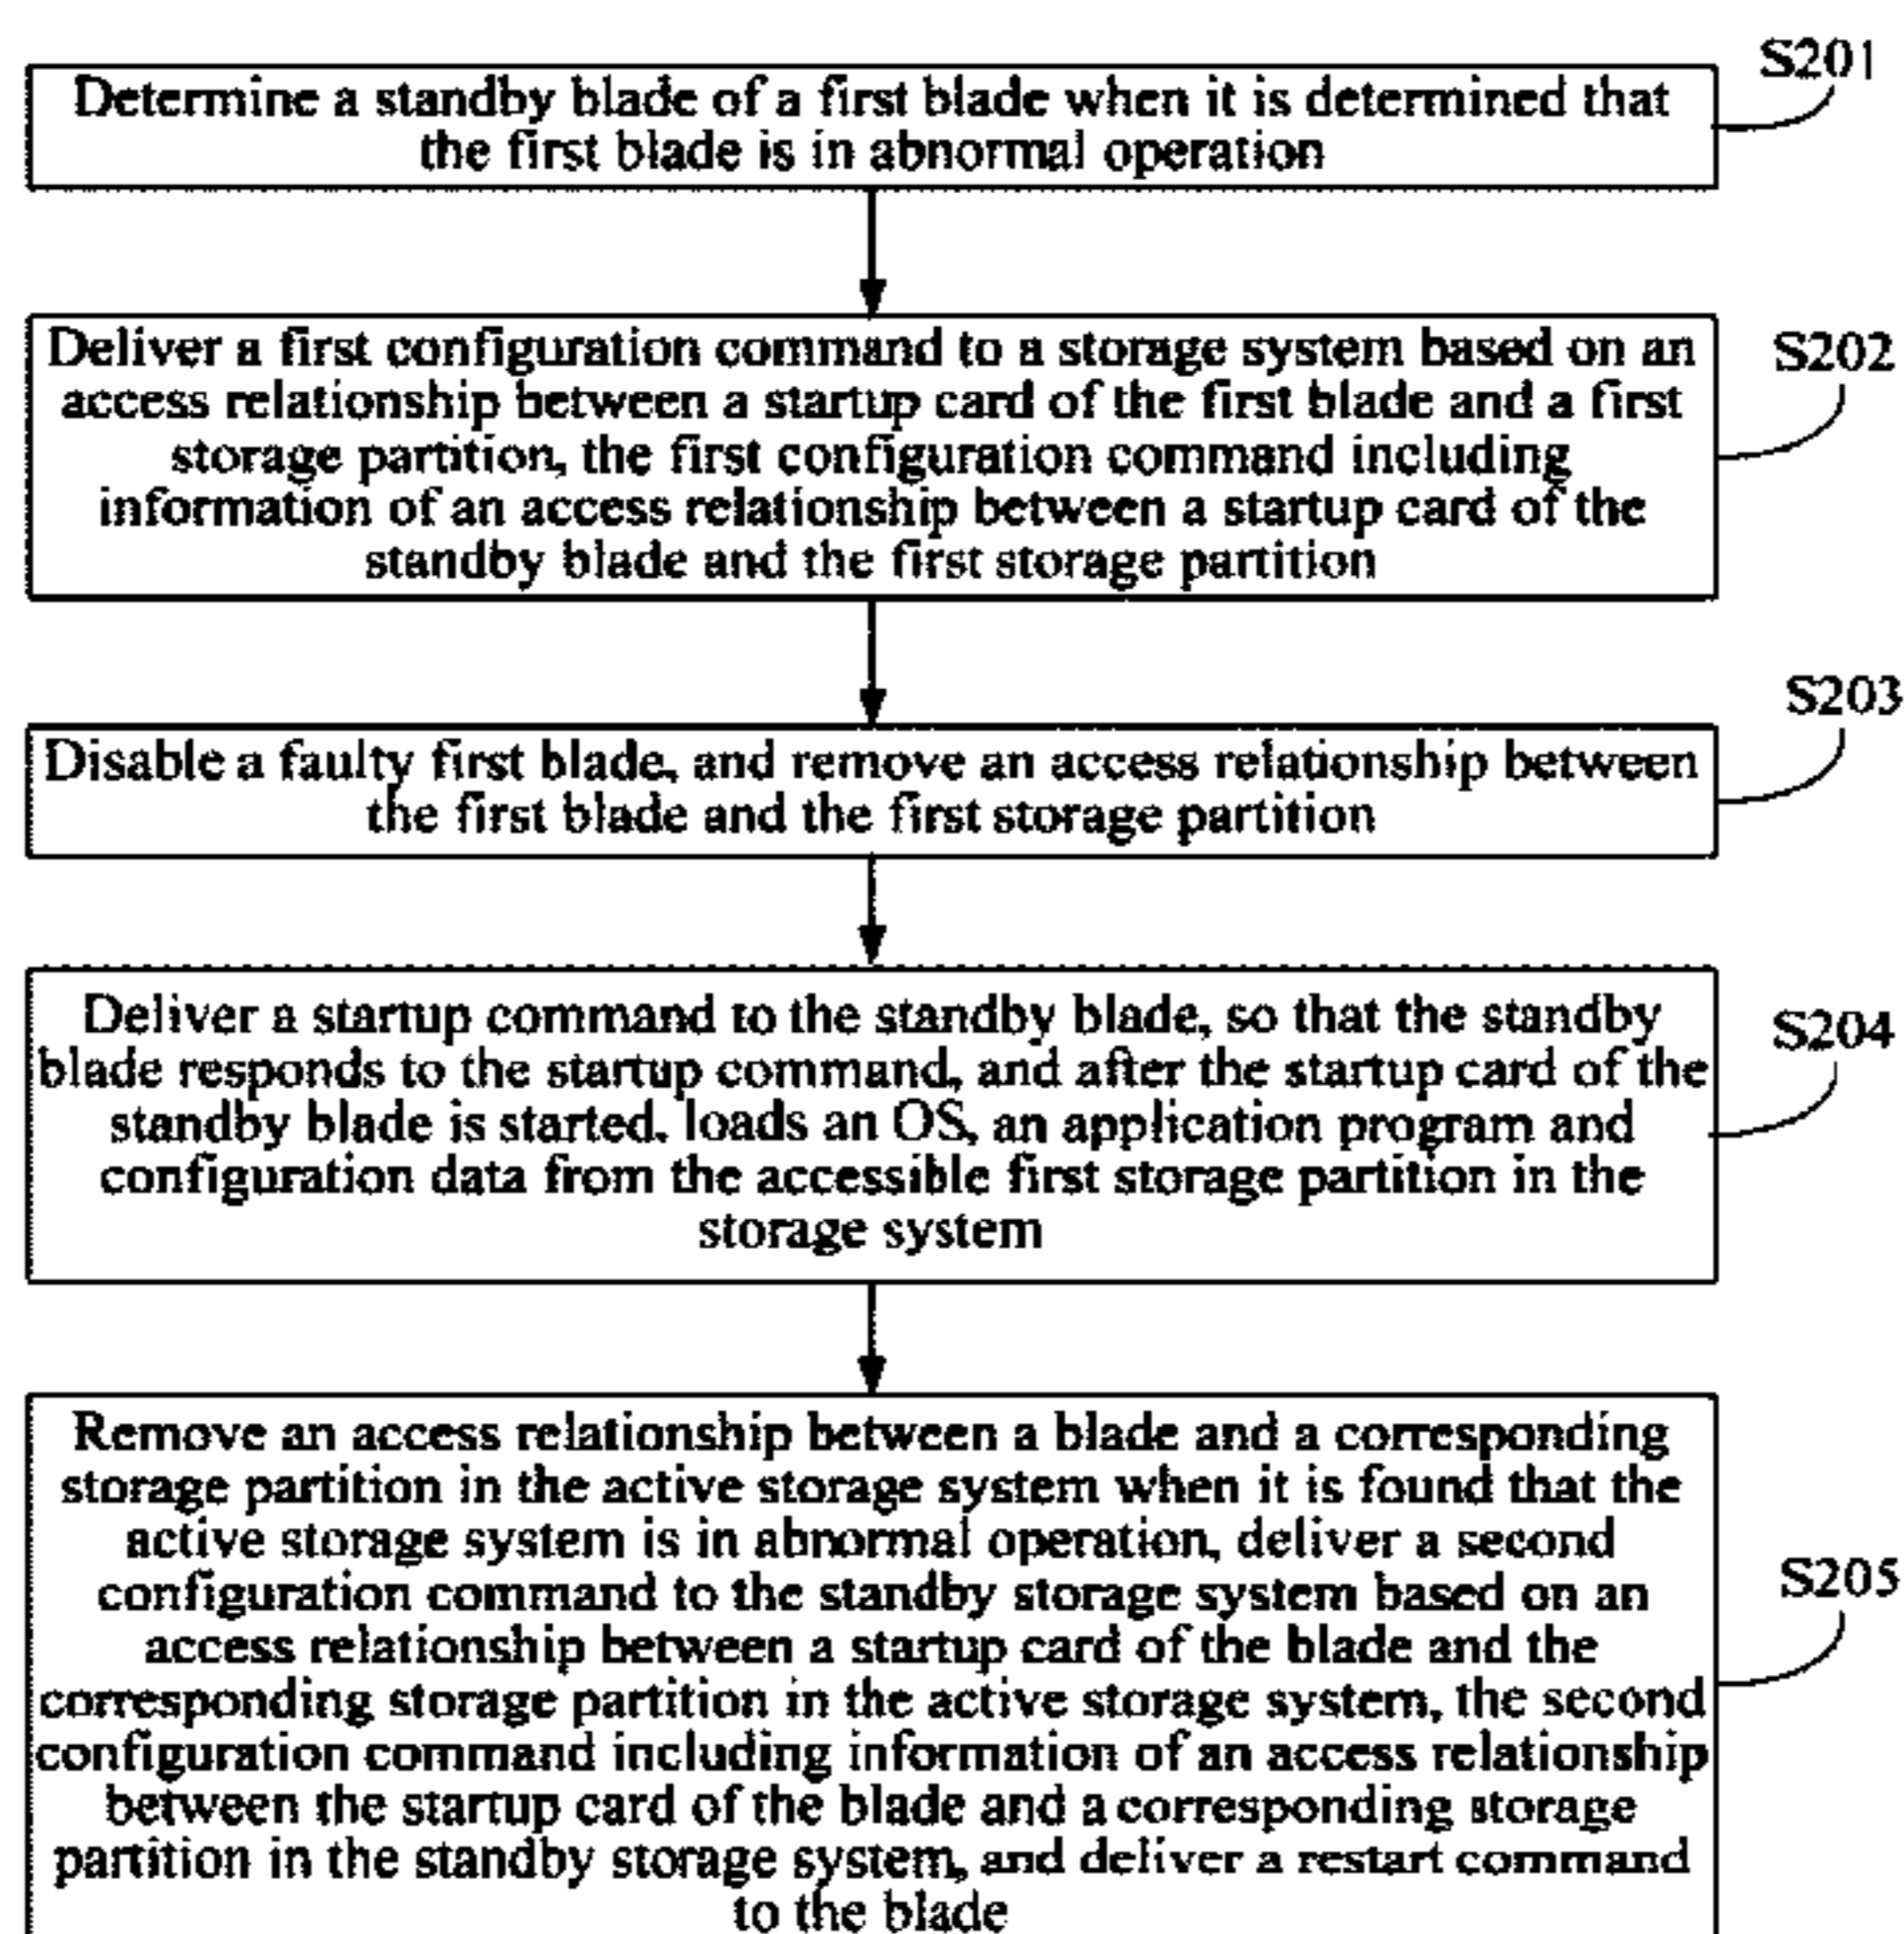 S201
Determine a standby blade of a first blade when it is determined that
the first blade is in abnormal operation
S202
Deliver a first configuration command to a storage system based on an
access relationship between a startup card of the first blade and a first
storage partition, the first configuration command including
information of an access relationship between a startup card of the
standby blade and the first storage partition
S203
Disable a faulty first blade, and remove an access relationship between
the first blade and the first storage partition
S204
Deliver a startup command to the standby blade, so that the standby
blade responds to the startup command, and after the startup card of the
standby blade is started, loads an OS, an application program and
configuration data from the accessible first storage partition in the
storage system
S205
Remove an access relationship between a blade and a corresponding
storage partition in the active storage system when it is found that the
active storage system is in abnormal operation, deliver a second
configuration command to the standby storage system based on an
access relationship between a startup card of the blade and the
corresponding storage partition in the active storage system, the second
configuration command including information of an access relationship
between the startup card of the blade and a corresponding storage
partition in the standby storage system, and deliver a restart command
to the blade